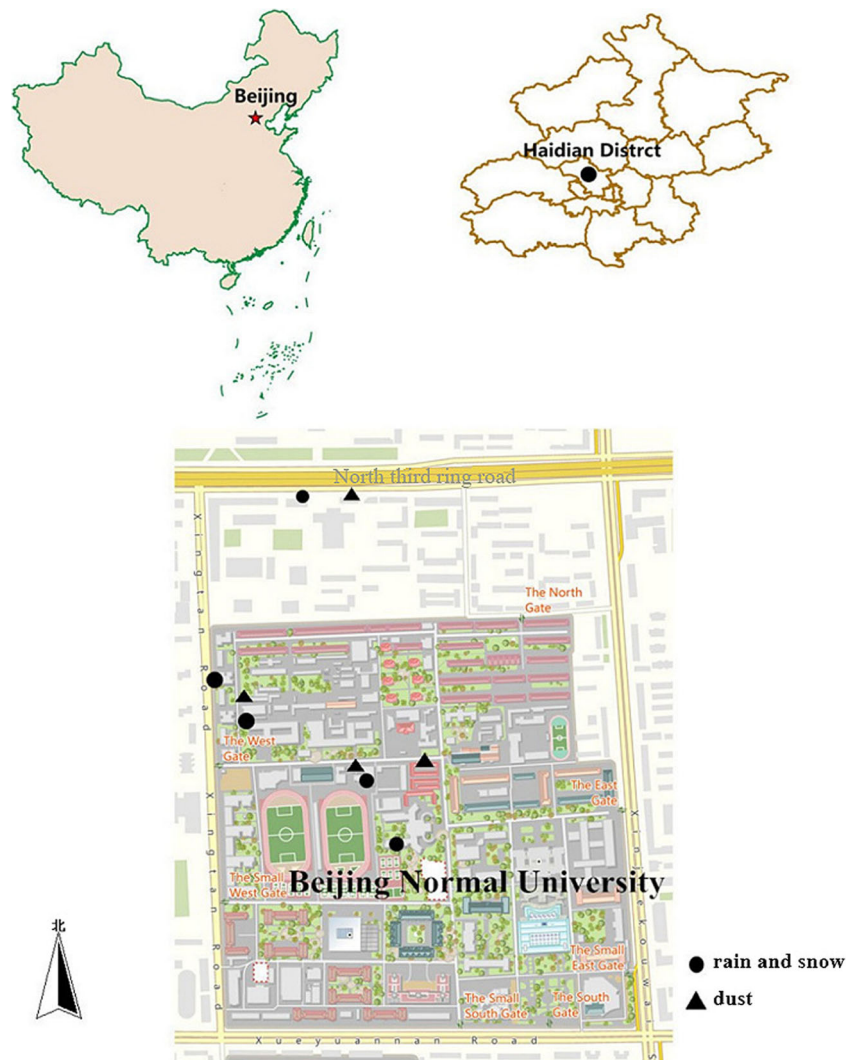 Beijing
Haidian Distrct
North third ring road
Xingtan Road
The North
Gate
The West
Gate
The East
Gate
Xingtan Road
The Small
West Gate
Beijing Normal University
The Small
East Gate
The Small
South Gate
The South
Gate
Xueyuannan Road
北
rain and snow
dust